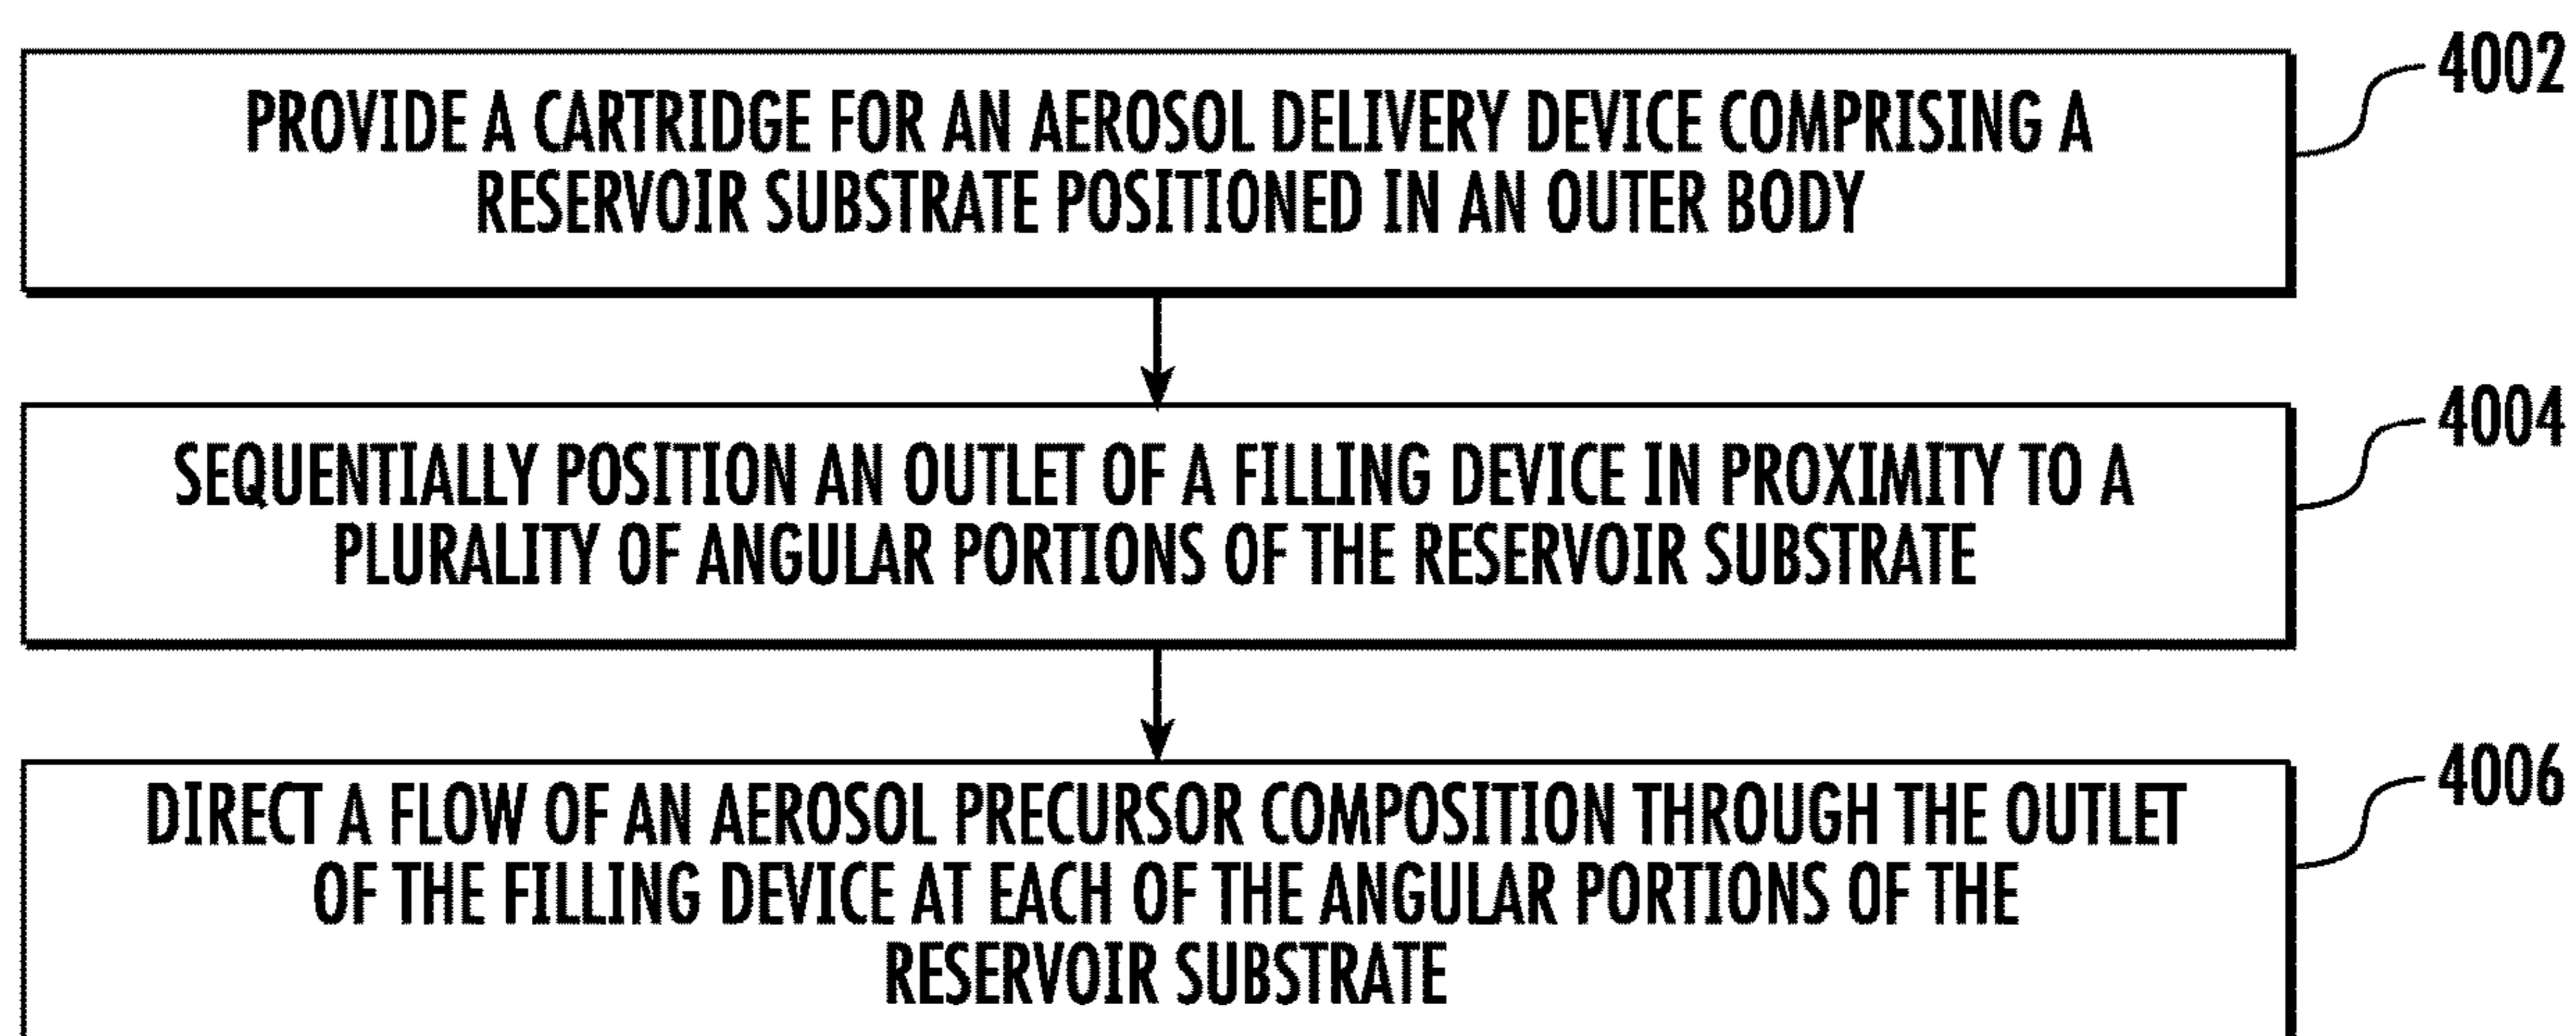 4002
PROVIDE A CARTRIDGE FOR AN AEROSOL DELIVERY DEVICE COMPRISING A
RESERVOIR SUBSTRATE POSITIONED IN AN OUTER BODY
4004
SEQUENTIALLY POSITION AN OUTLET OF A FILLING DEVICE IN PROXIMITY TO A
PLURALITY OF ANGULAR PORTIONS OF THE RESERVOIR SUBSTRATE
4006
DIRECT A FLOW OF AN AEROSOL PRECURSOR COMPOSITION THROUGH THE OUTLET
OF THE FILLING DEVICE AT EACH OF THE ANGULAR PORTIONS OF THE
RESERVOIR SUBSTRATE